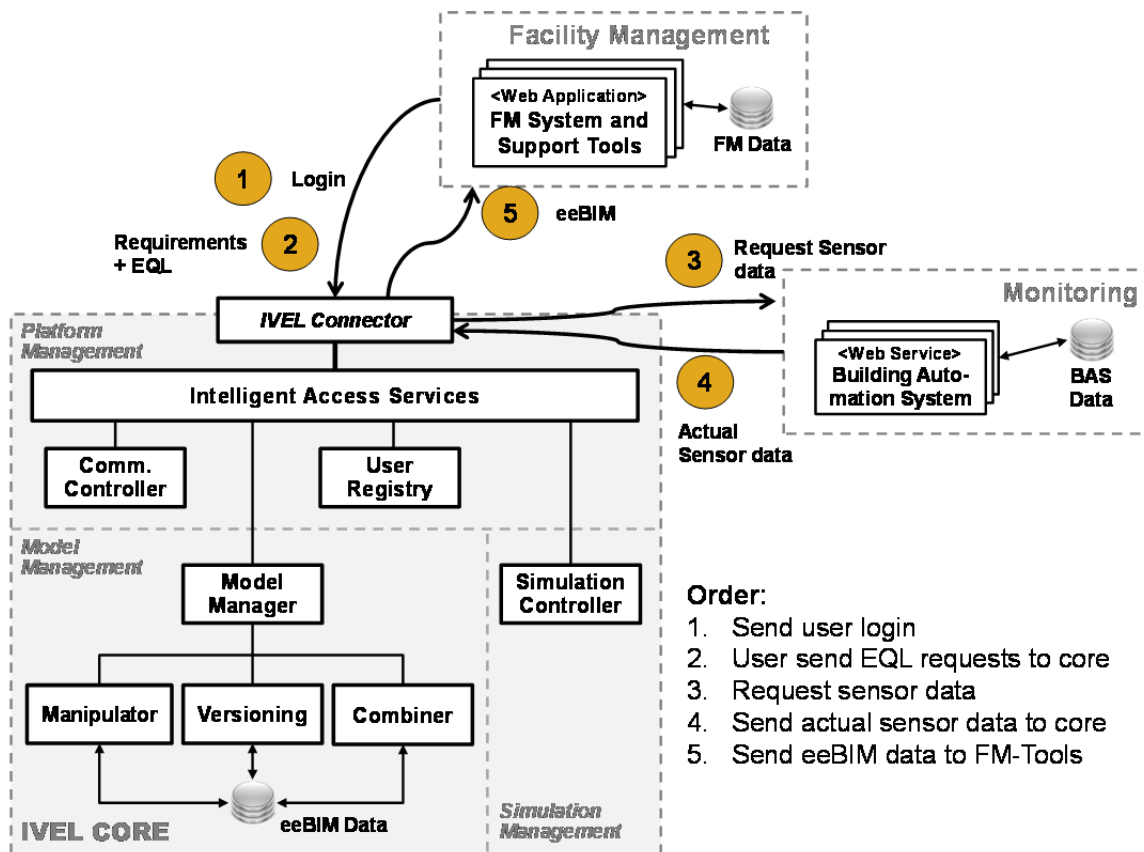 Facility Management
<Web Application>
FM System and
Support Tools
FM Data
1
Login
5
eeBIM
Requirements
+ EQL
2
3
Request Sensor
data
Monitoring
<Web Service>
Building Auto-
mation System
BAS
Data
4
Actual
Sensor data
IVEL Connector
Platform
Management
Intelligent Access Services
Comm.
Controller
User
Registry
Model
Management
Model
Manager
Simulation
Controller
Manipulator
Versioning
Combiner
eeBIM Data
IVEL CORE
Simulation
Management
Order:
1. Send user login
2. User send EQL requests to core
3. Request sensor data
4. Send actual sensor data to core
5. Send eeBIM data to FM-Tools